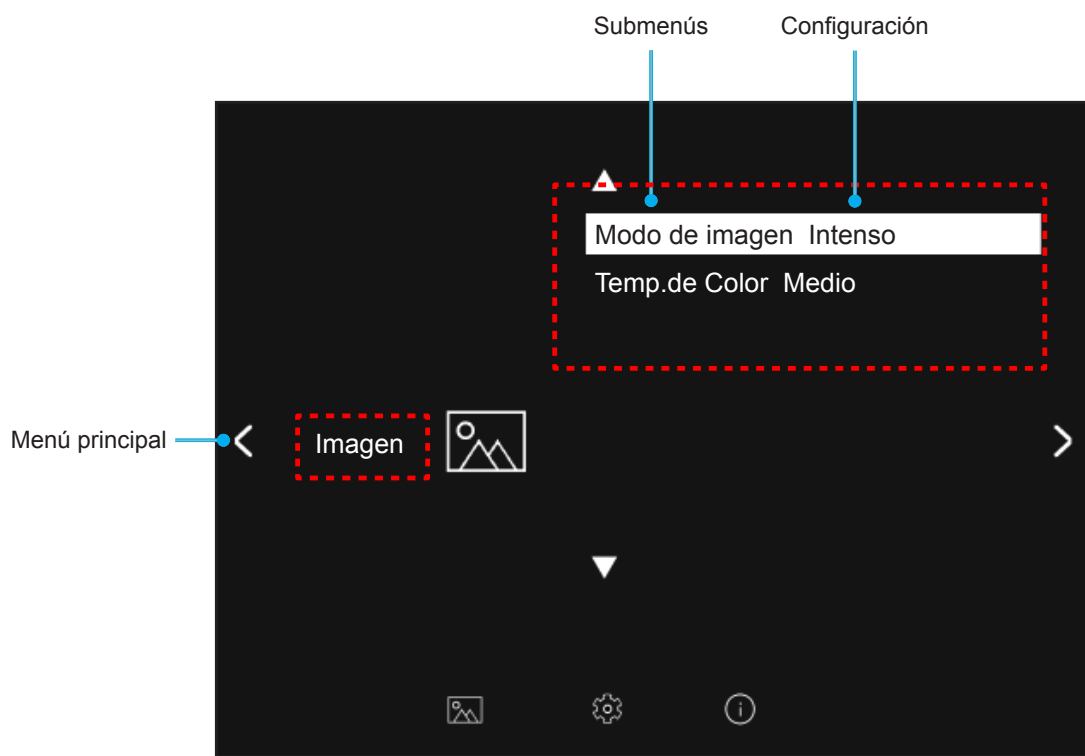 Submenús Configuración
Modo de imagen Intenso
Temp.de Color Medio
Menú principal
Imagen